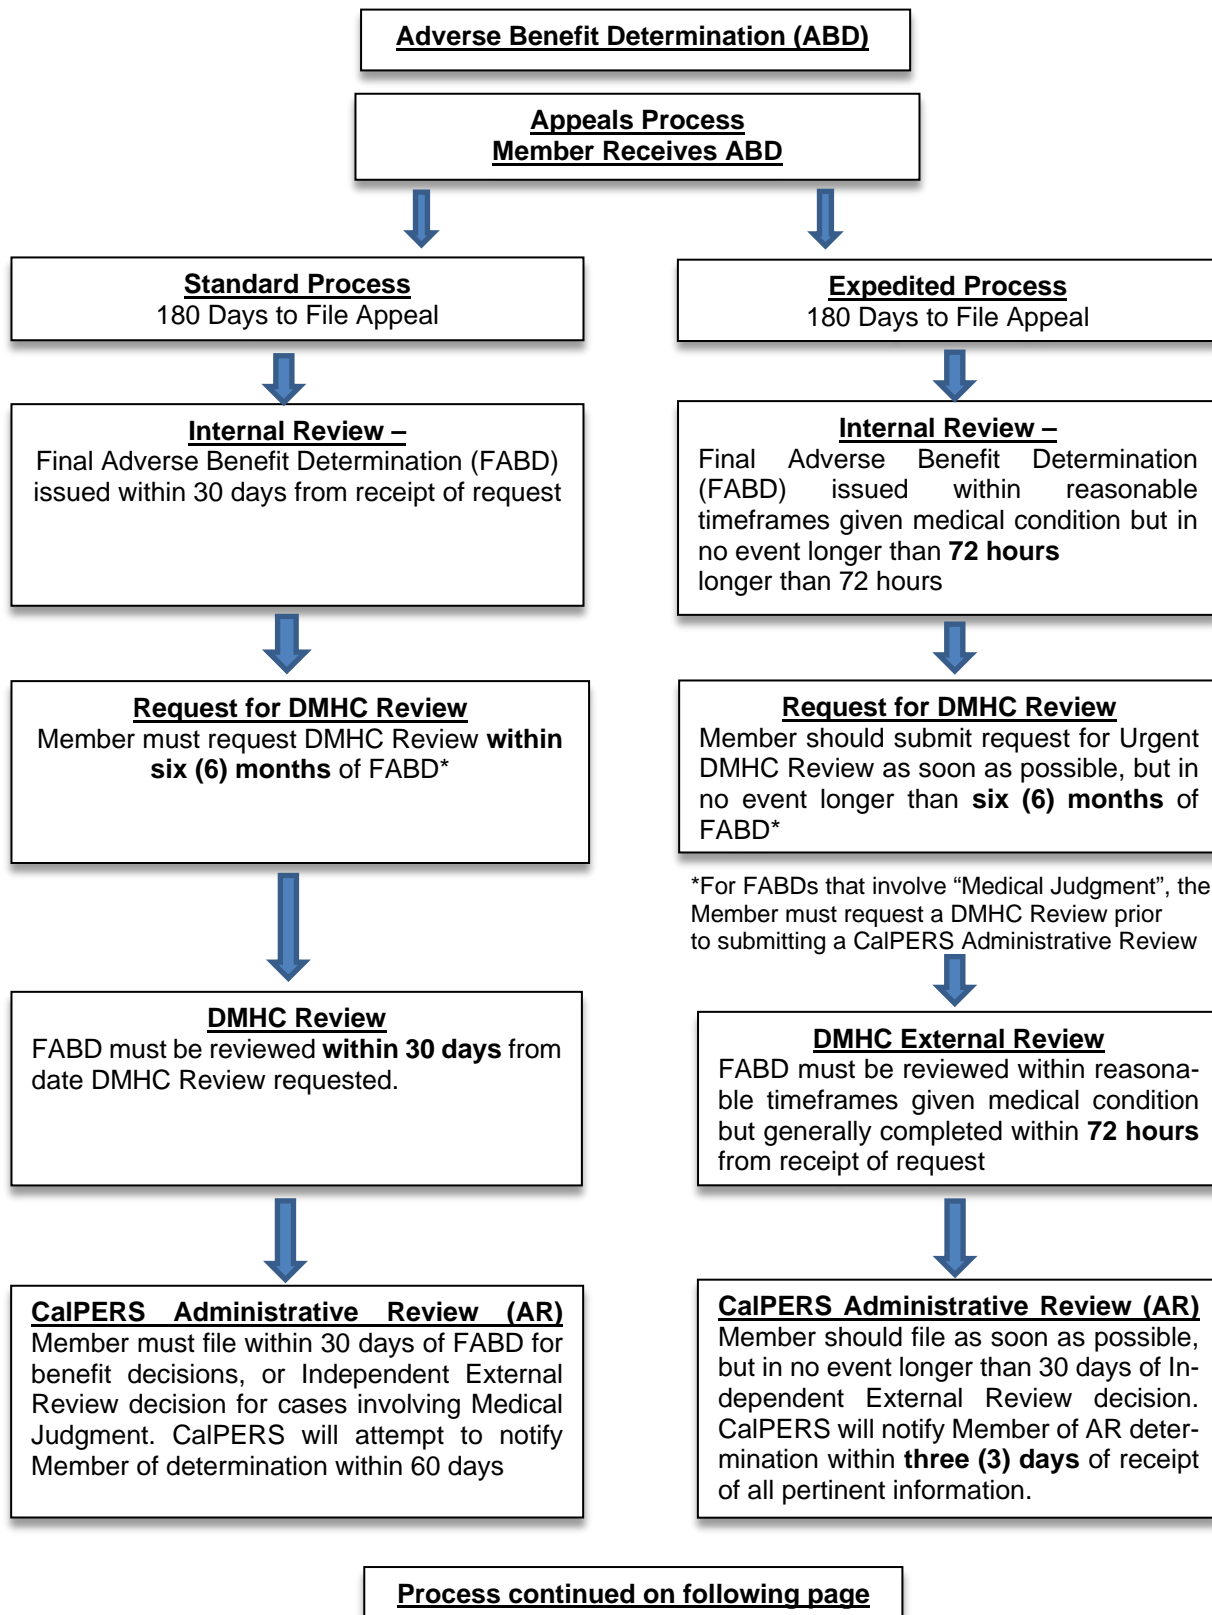 Adverse Benefit Determination (ABD)
Appeals Process
Member Receives ABD
Standard Process
180 Days to File Appeal
Expedited Process
180 Days to File Appeal
Internal Review –
Final Adverse Benefit Determination (FABD)
issued within 30 days from receipt of request
Internal Review –
Final Adverse Benefit Determination
(FABD) issued within reasonable
timeframes given medical condition but in
no event longer than 72 hours
longer than 72 hours
Request for DMHC Review
Member must request DMHC Review within
six (6) months of FABD*
Request for DMHC Review
Member should submit request for Urgent
DMHC Review as soon as possible, but in
no event longer than six (6) months of
FABD*
*For FABDs that involve “Medical Judgment”, the
Member must request a DMHC Review prior
to submitting a CalPERS Administrative Review
DMHC Review
FABD must be reviewed within 30 days from
date DMHC Review requested.
DMHC External Review
FABD must be reviewed within reasona-
ble timeframes given medical condition
but generally completed within 72 hours
from receipt of request
CalPERS Administrative Review (AR)
Member must file within 30 days of FABD for
benefit decisions, or Independent External
Review decision for cases involving Medical
Judgment. CalPERS will attempt to notify
Member of determination within 60 days
CalPERS Administrative Review (AR)
Member should file as soon as possible,
but in no event longer than 30 days of In-
dependent External Review decision.
CalPERS will notify Member of AR deter-
mination within three (3) days of receipt
of all pertinent information.
Process continued on following page